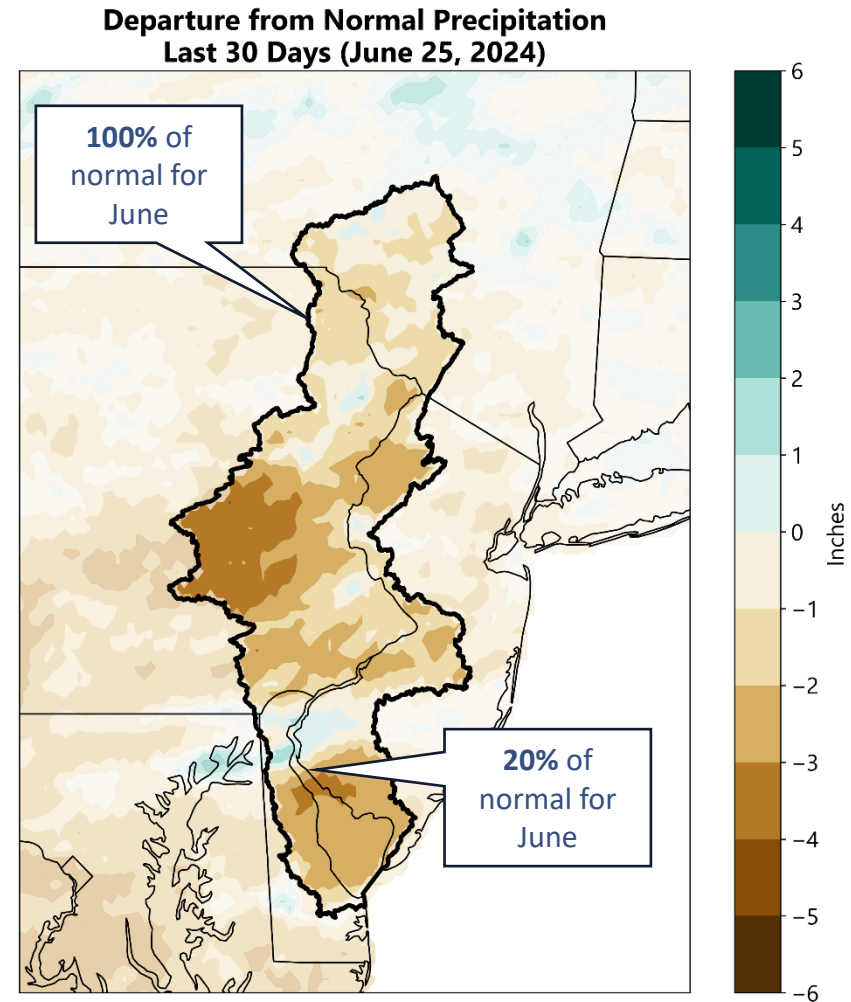 Departure from Normal Precipitation
Last 30 Days (June 25, 2024)
100% of
normal for
June
20% of
normal for
June
6
5
4
3
2
1
0
−1
−2
−3
−4
−5
−6
Inches